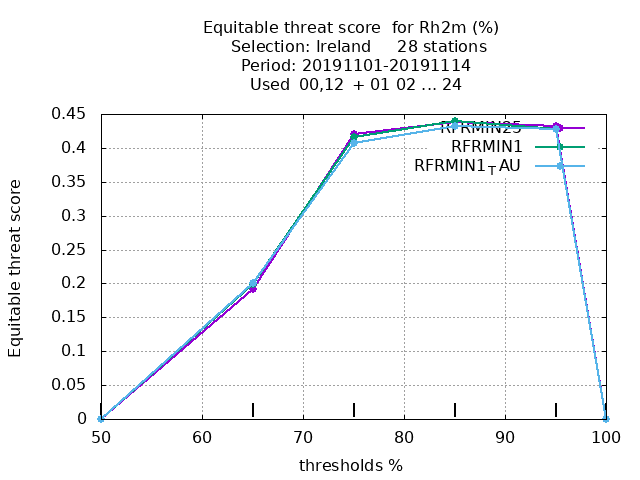 Equitable threat score  for Rh2m (%)
Selection: Ireland     28 stations
Period: 20191101-20191114
Used  00,12  + 01 02 ... 24
Equitable threat score
0.45
0.4
0.35
0.3
0.25
0.2
0.15
0.1
0.05
0
RFRMIN25
RFRMIN1
RFRMIN1_TAU
50 60 70 80 90 100
thresholds %